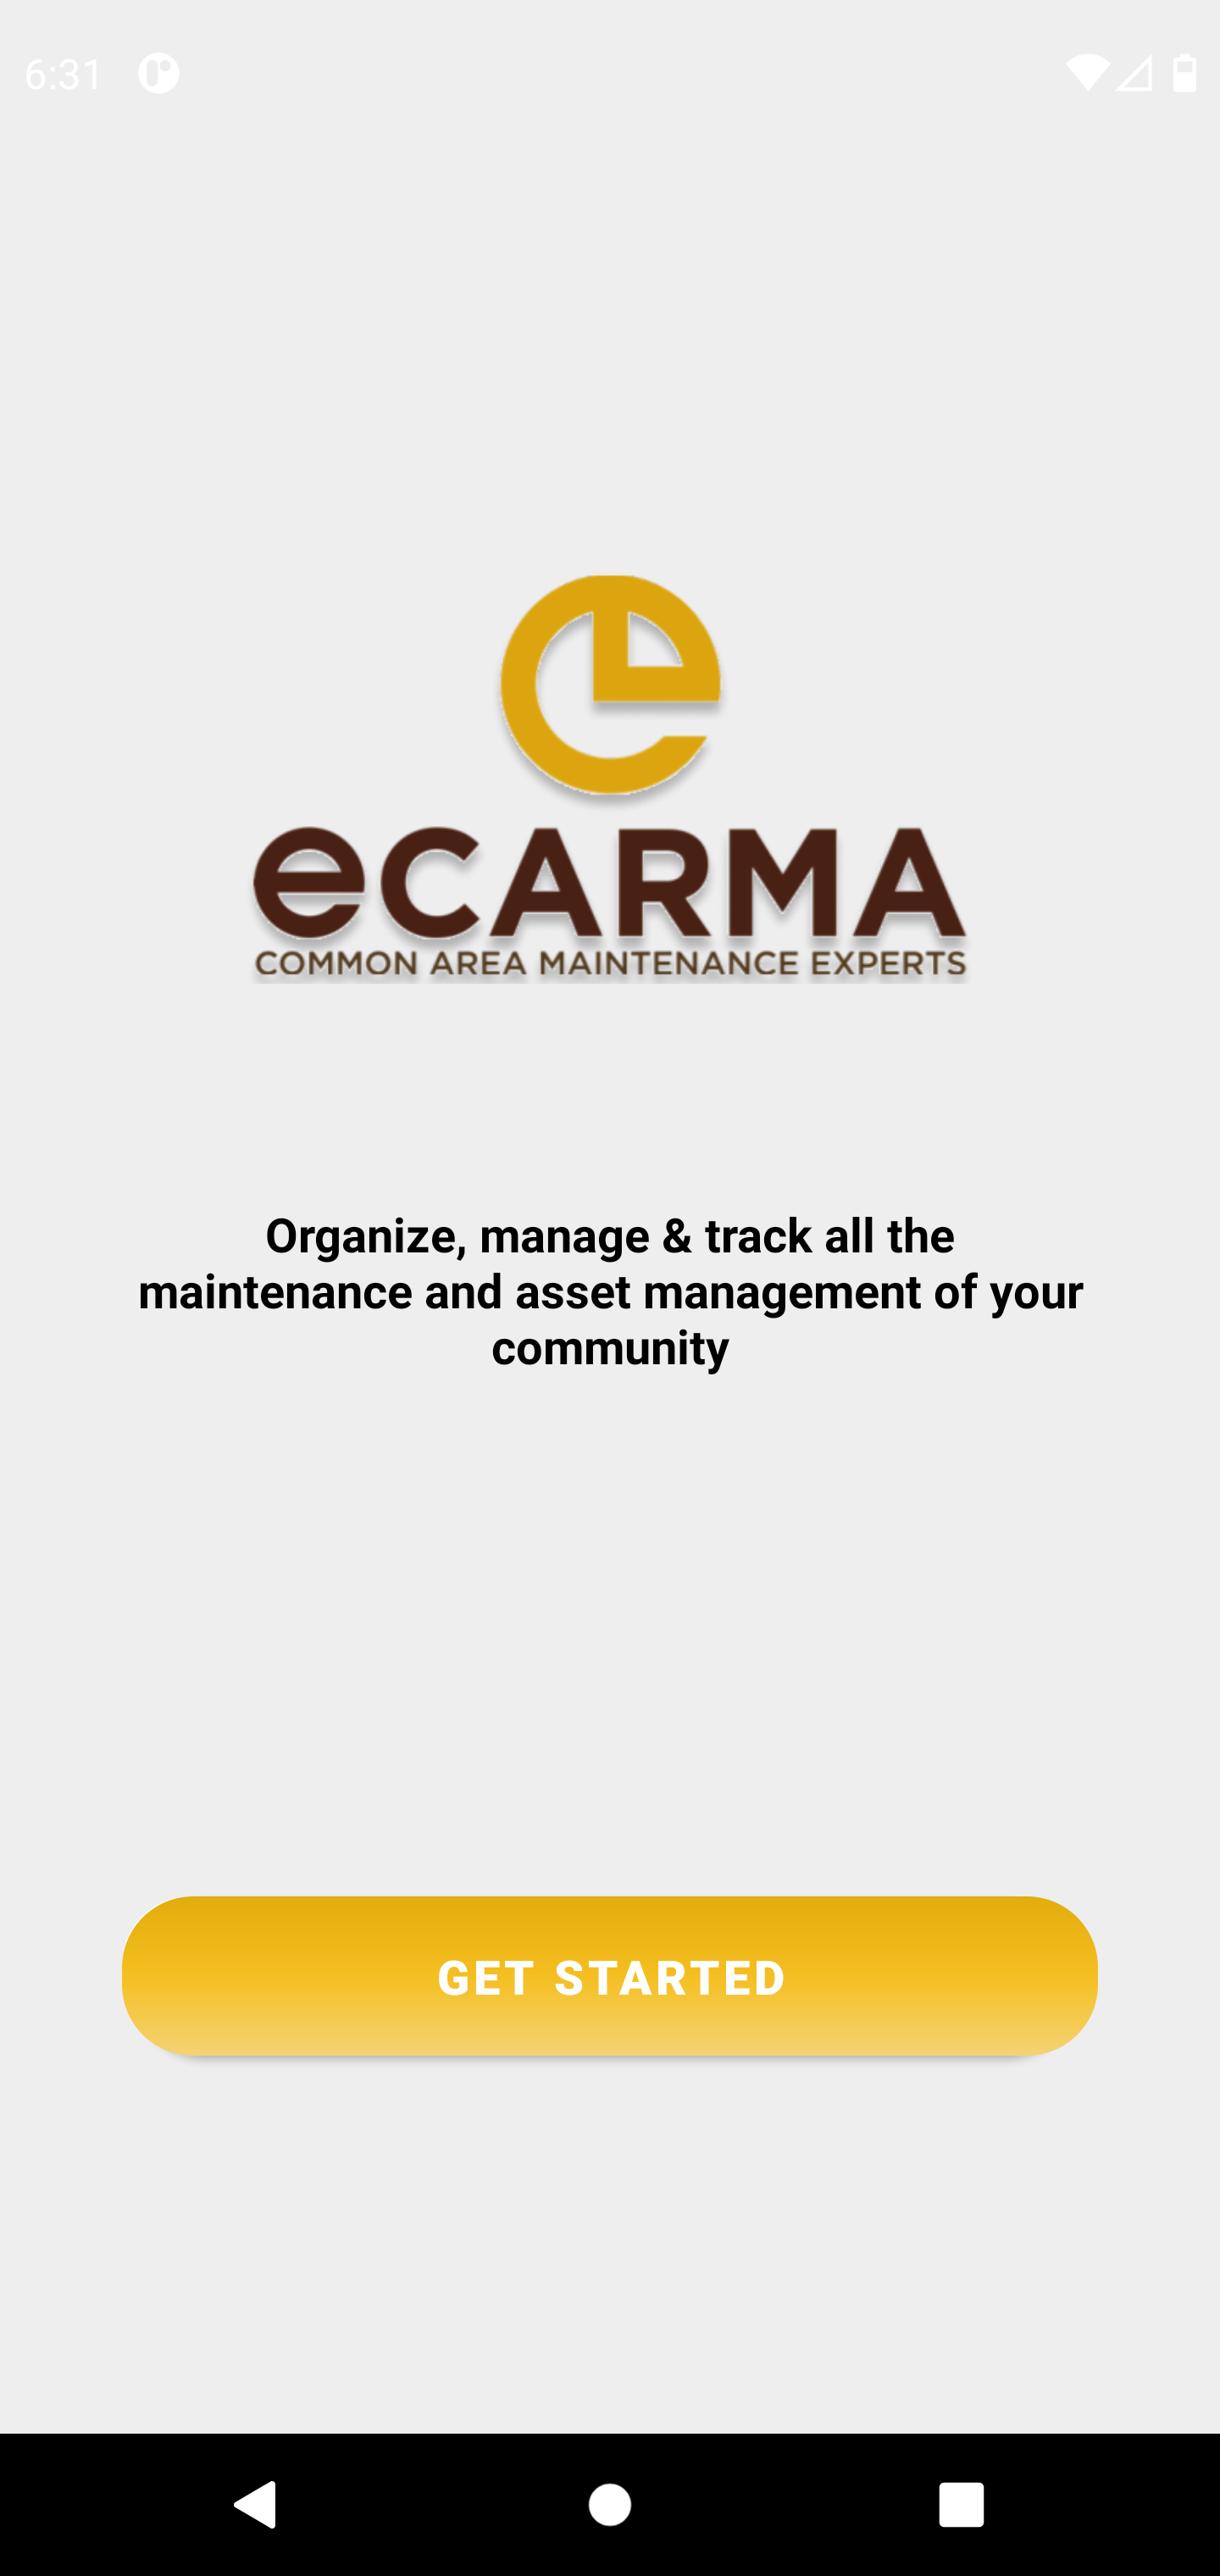 6:31
eCARMA
COMMON AREA MAINTENANCE EXPERTS
Organize, manage & track all the
maintenance and asset management of your
community
GET STARTED